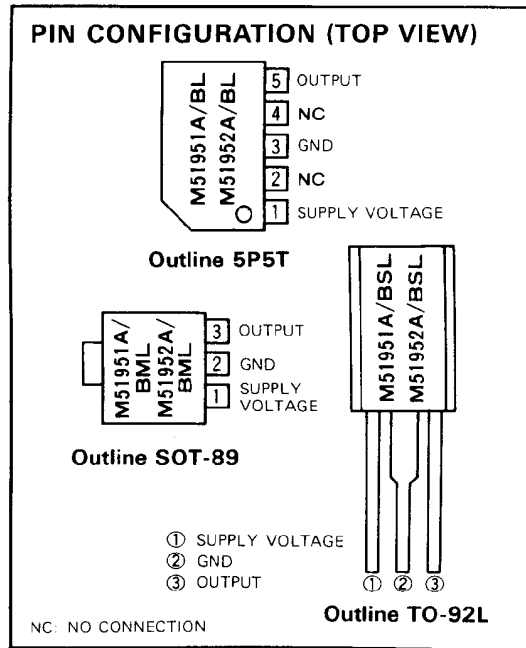 PIN CONFIGURATION (TOP VIEW)
M51951A/BL
M51952A/BL
5 OUTPUT
4 NC
3 GND
2 NC
1 SUPPLY VOLTAGE
Outline 5P5T
M51951A/
BML
M51952A/
BML
3 OUTPUT
2 GND
1 SUPPLY
VOLTAGE
Outline SOT-89
M51951A/BSL
M51952A/BSL
① SUPPLY VOLTAGE
② GND
③ OUTPUT
① ② ③
Outline TO-92L
NC: NO CONNECTION